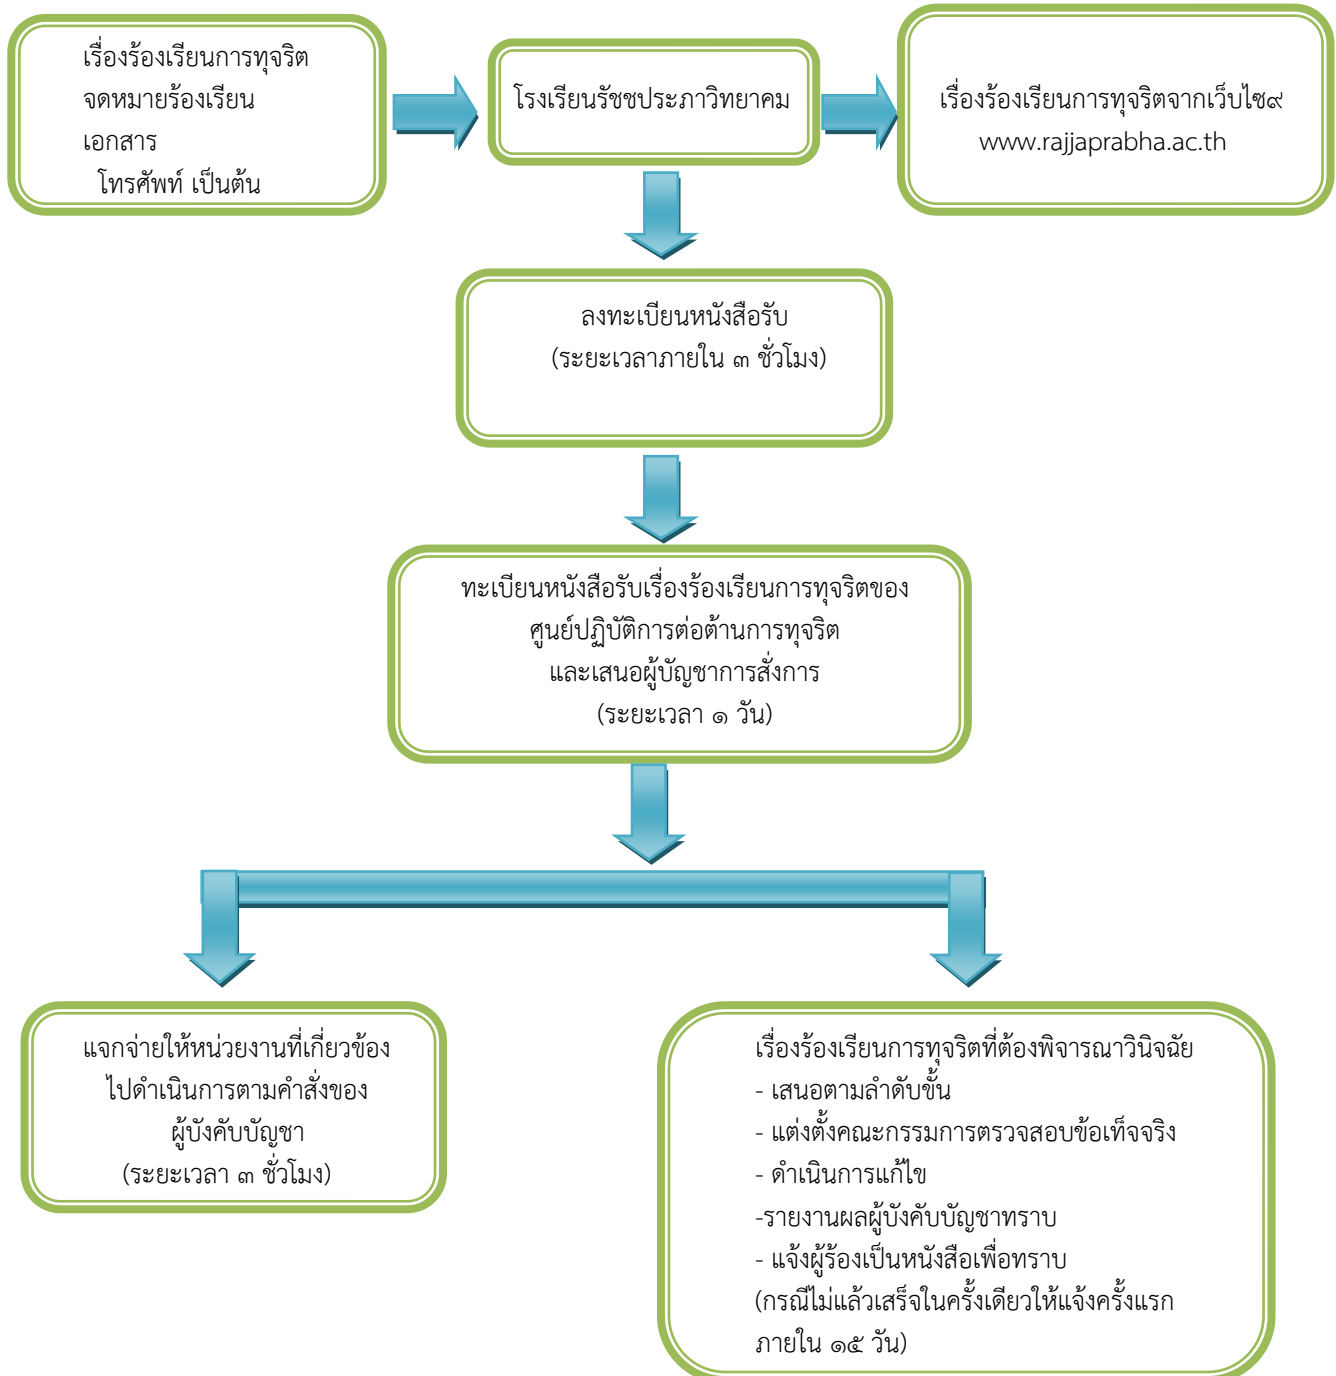 เรื่องร้องเรียนการทุจริต
จดหมายร้องเรียน
เอกสาร
โทรศัพท์ เป็นต้น
โรงเรียนรัชชประภาวิทยาคม
เรื่องร้องเรียนการทุจริตจากเว็บไซ๙
www.rajjaprabha.ac.th
ลงทะเบียนหนังสือรับ
(ระยะเวลาภายใน ๓ ชั่วโมง)
ทะเบียนหนังสือรับเรื่องร้องเรียนการทุจริตของ
ศูนย์ปฏิบัติการต่อต้านการทุจริต
และเสนอผู้บัญชาการสั่งการ
(ระยะเวลา ๑ วัน)
แจกจ่ายให้หน่วยงานที่เกี่ยวข้อง
ไปดำเนินการตามคำสั่งของ
ผู้บังคับบัญชา
(ระยะเวลา ๓ ชั่วโมง)
เรื่องร้องเรียนการทุจริตที่ต้องพิจารณาวินิจฉัย
- เสนอตามลำดับขั้น
- แต่งตั้งคณะกรรมการตรวจสอบข้อเท็จจริง
- ดำเนินการแก้ไข
-รายงานผลผู้บังคับบัญชาทราบ
- แจ้งผู้ร้องเป็นหนังสือเพื่อทราบ
(กรณีไม่แล้วเสร็จในครั้งเดียวให้แจ้งครั้งแรก
ภายใน ๑๕ วัน)